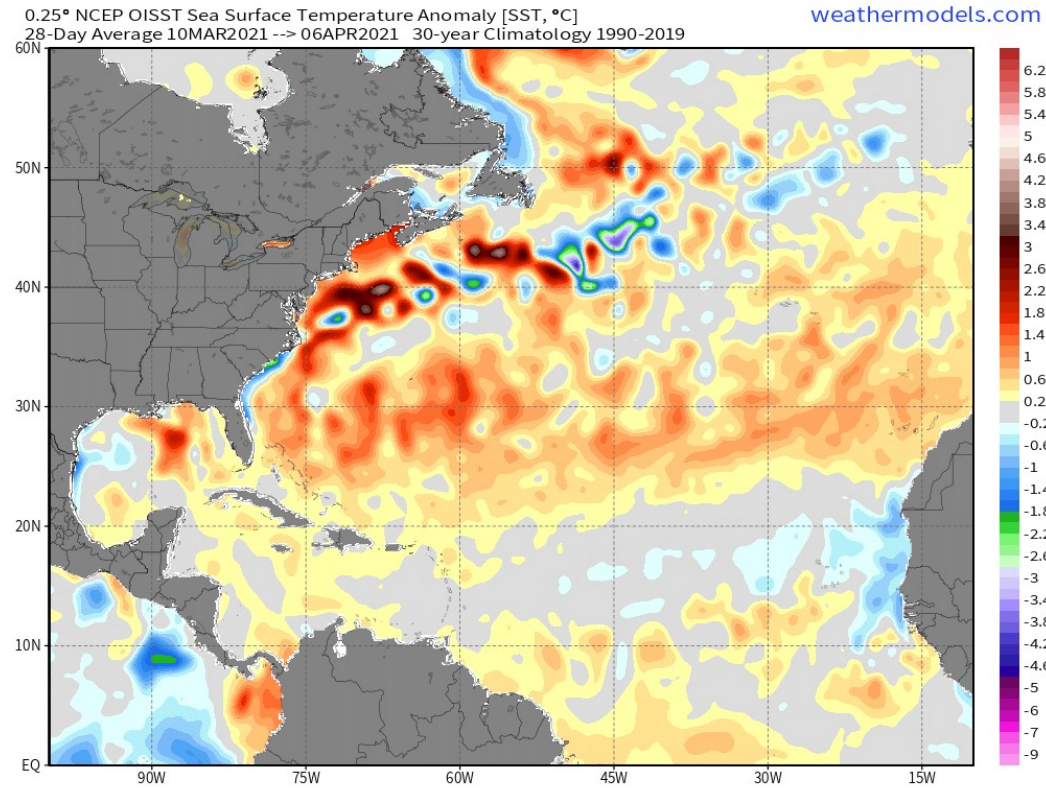 0.25° NCEP OISST Sea Surface Temperature Anomaly [SST, °C]
weathermodels.com
28-Day Average 10MAR2021 --> 06APR2021 30-year Climatology 1990-2019
60N
50N
40N
30N
20N
10N
EQ
90W
75W
60W
45W
30W
15W
6.2
5.8
5.4
5
4.6
4.2
3.8
3.4
3
2.6
2.2
1.8
1.4
1
0.6
0.2
-0.2
-0.6
-1
-1.4
-1.8
-2.2
-2.6
-3
-3.4
-3.8
-4.2
-4.6
-5
-6
-7
-9